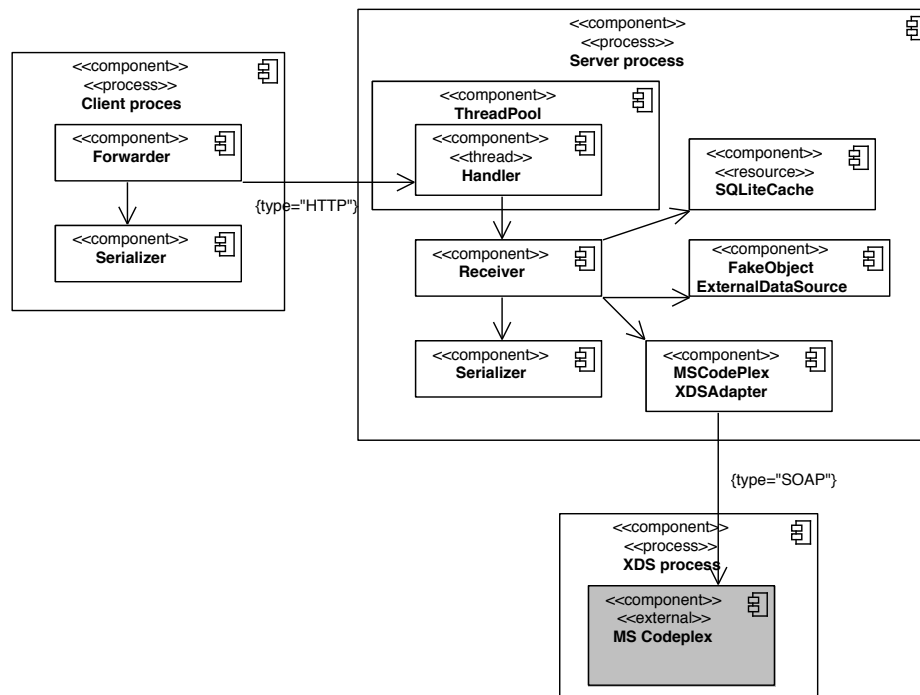 <<component>>
<<process>>
Client proces
<<component>>
Forwarder
<<component>>
Serializer
{type="HTTP"}
<<component>>
<<process>>
Server process
<<component>>
ThreadPool
<<component>>
<<thread>>
Handler
<<component>>
<<resource>>
SQLiteCache
<<component>>
Receiver
<<component>>
FakeObject
ExternalDataSource
<<component>>
Serializer
<<component>>
MSCodePlex
XDSAdapter
{type="SOAP"}
<<component>>
<<process>>
XDS process
<<component>>
<<external>>
MS Codeplex